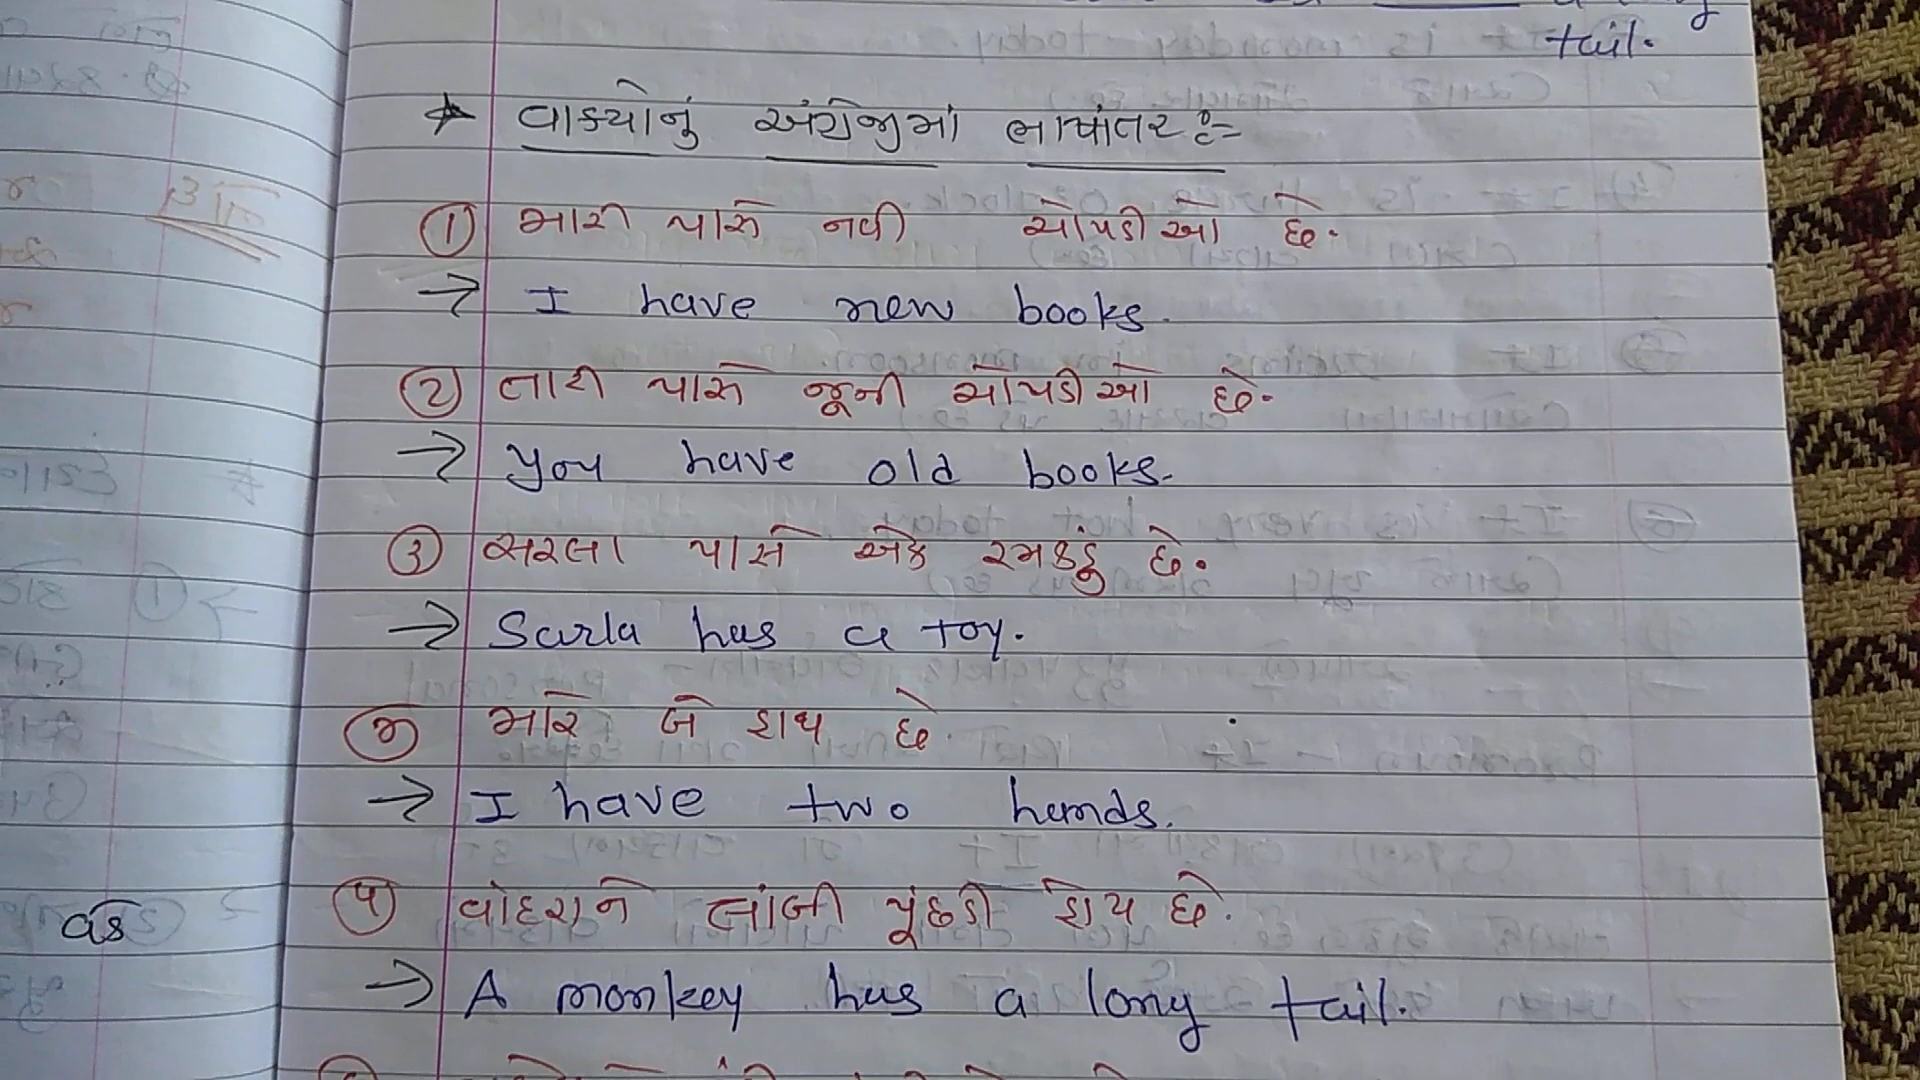 tail.
* વાક્યોનું અંગ્રેજીમાં ભાષાંતર :-
① મારી પાસે નવી ચોપડીઓ છે.
→ I have new books.
② તારી પાસે જૂની ચોપડીઓ છે.
→ you have old books.
③ સરલા પાસે એક રમકડું છે.
→ Sarla has a toy.
④ મારે બે હાથ છે.
→ I have two hands.
⑤ વાંદરાને લાંબી પૂંછડી હોય છે.
as
→ A monkey has a long tail.